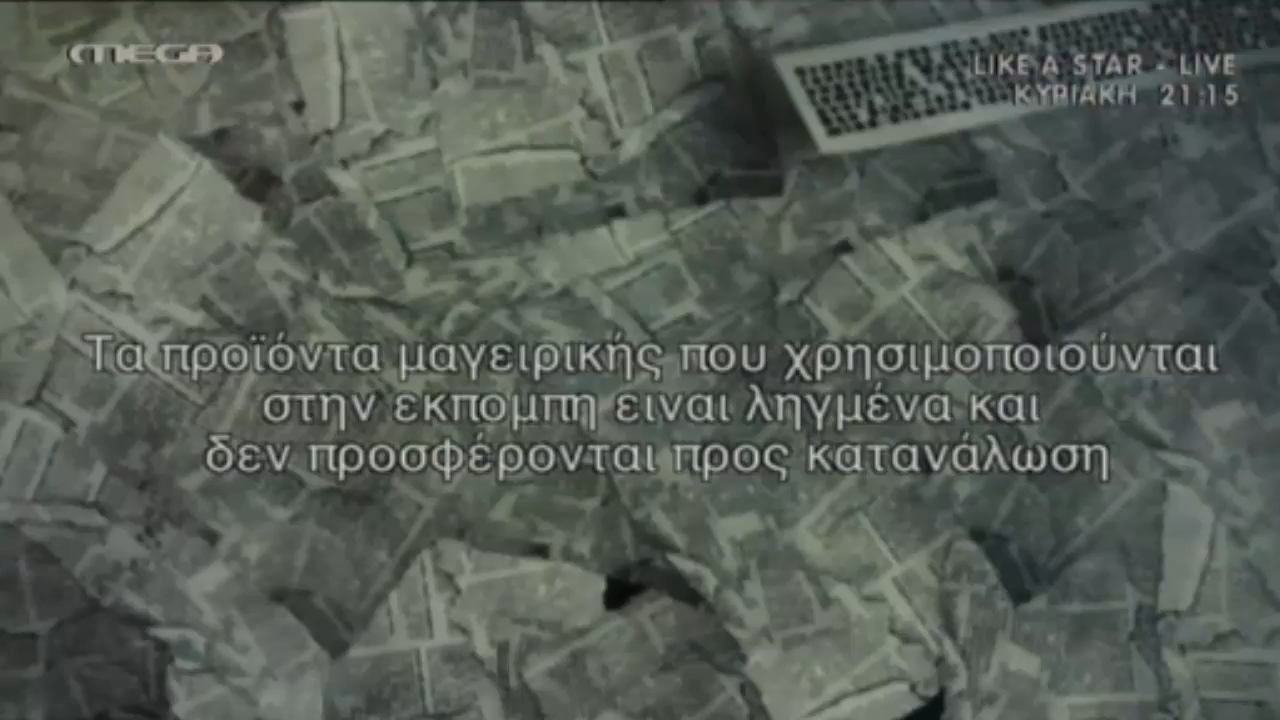 MEGA
LIKE A STAR - LIVE
ΚΥΡΙΑΚΗ 21:15
Τα προϊόντα μαγειρικής που χρησιμοποιούνται
στην εκπομπη ειναι ληγμένα και
δεν προσφέρονται προς κατανάλωση